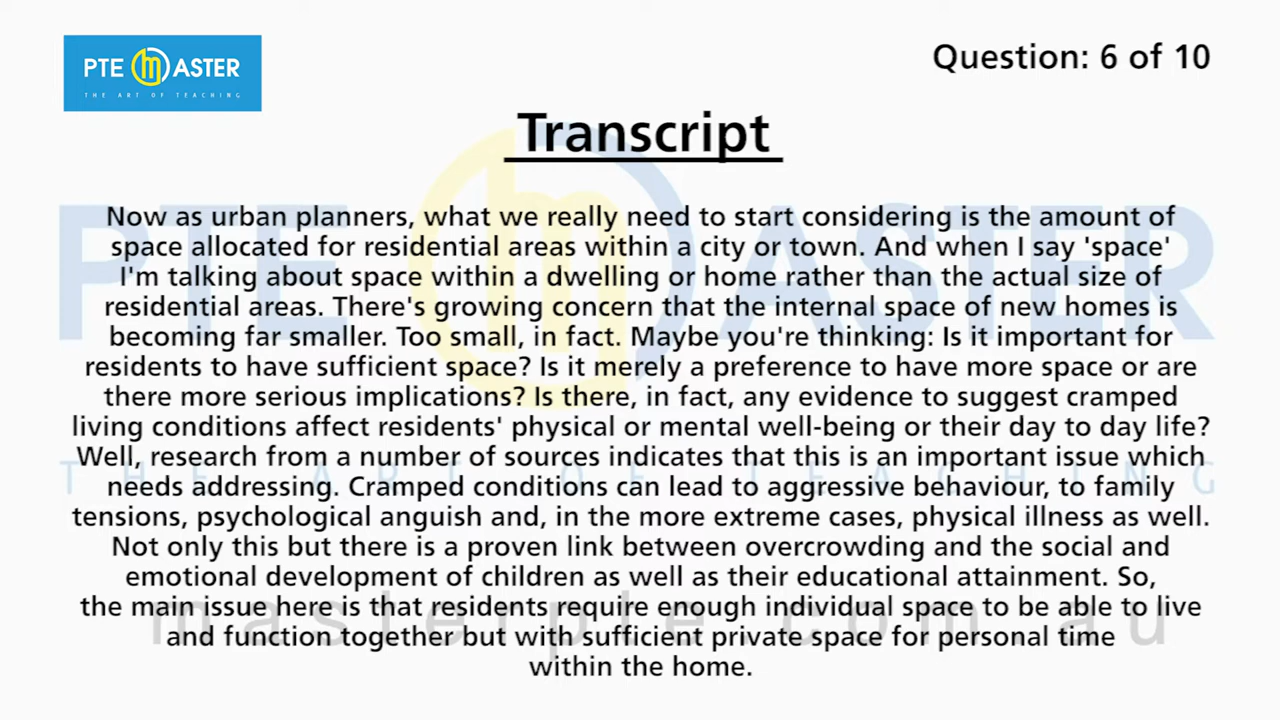 PTE MASTER
THE ART OF TEACHING
Question: 6 of 10
Transcript
Now as urban planners, what we really need to start considering is the amount of
space allocated for residential areas within a city or town. And when I say 'space'
I'm talking about space within a dwelling or home rather than the actual size of
residential areas. There's growing concern that the internal space of new homes is
becoming far smaller. Too small, in fact. Maybe you're thinking: Is it important for
residents to have sufficient space? Is it merely a preference to have more space or are
there more serious implications? Is there, in fact, any evidence to suggest cramped
living conditions affect residents' physical or mental well-being or their day to day life?
Well, research from a number of sources indicates that this is an important issue which
needs addressing. Cramped conditions can lead to aggressive behaviour, to family
tensions, psychological anguish and, in the more extreme cases, physical illness as well.
Not only this but there is a proven link between overcrowding and the social and
emotional development of children as well as their educational attainment. So,
the main issue here is that residents require enough individual space to be able to live
and function together but with sufficient private space for personal time
within the home.
PTE MASTER
THE ART OF TEACHING
masterpte.com.au